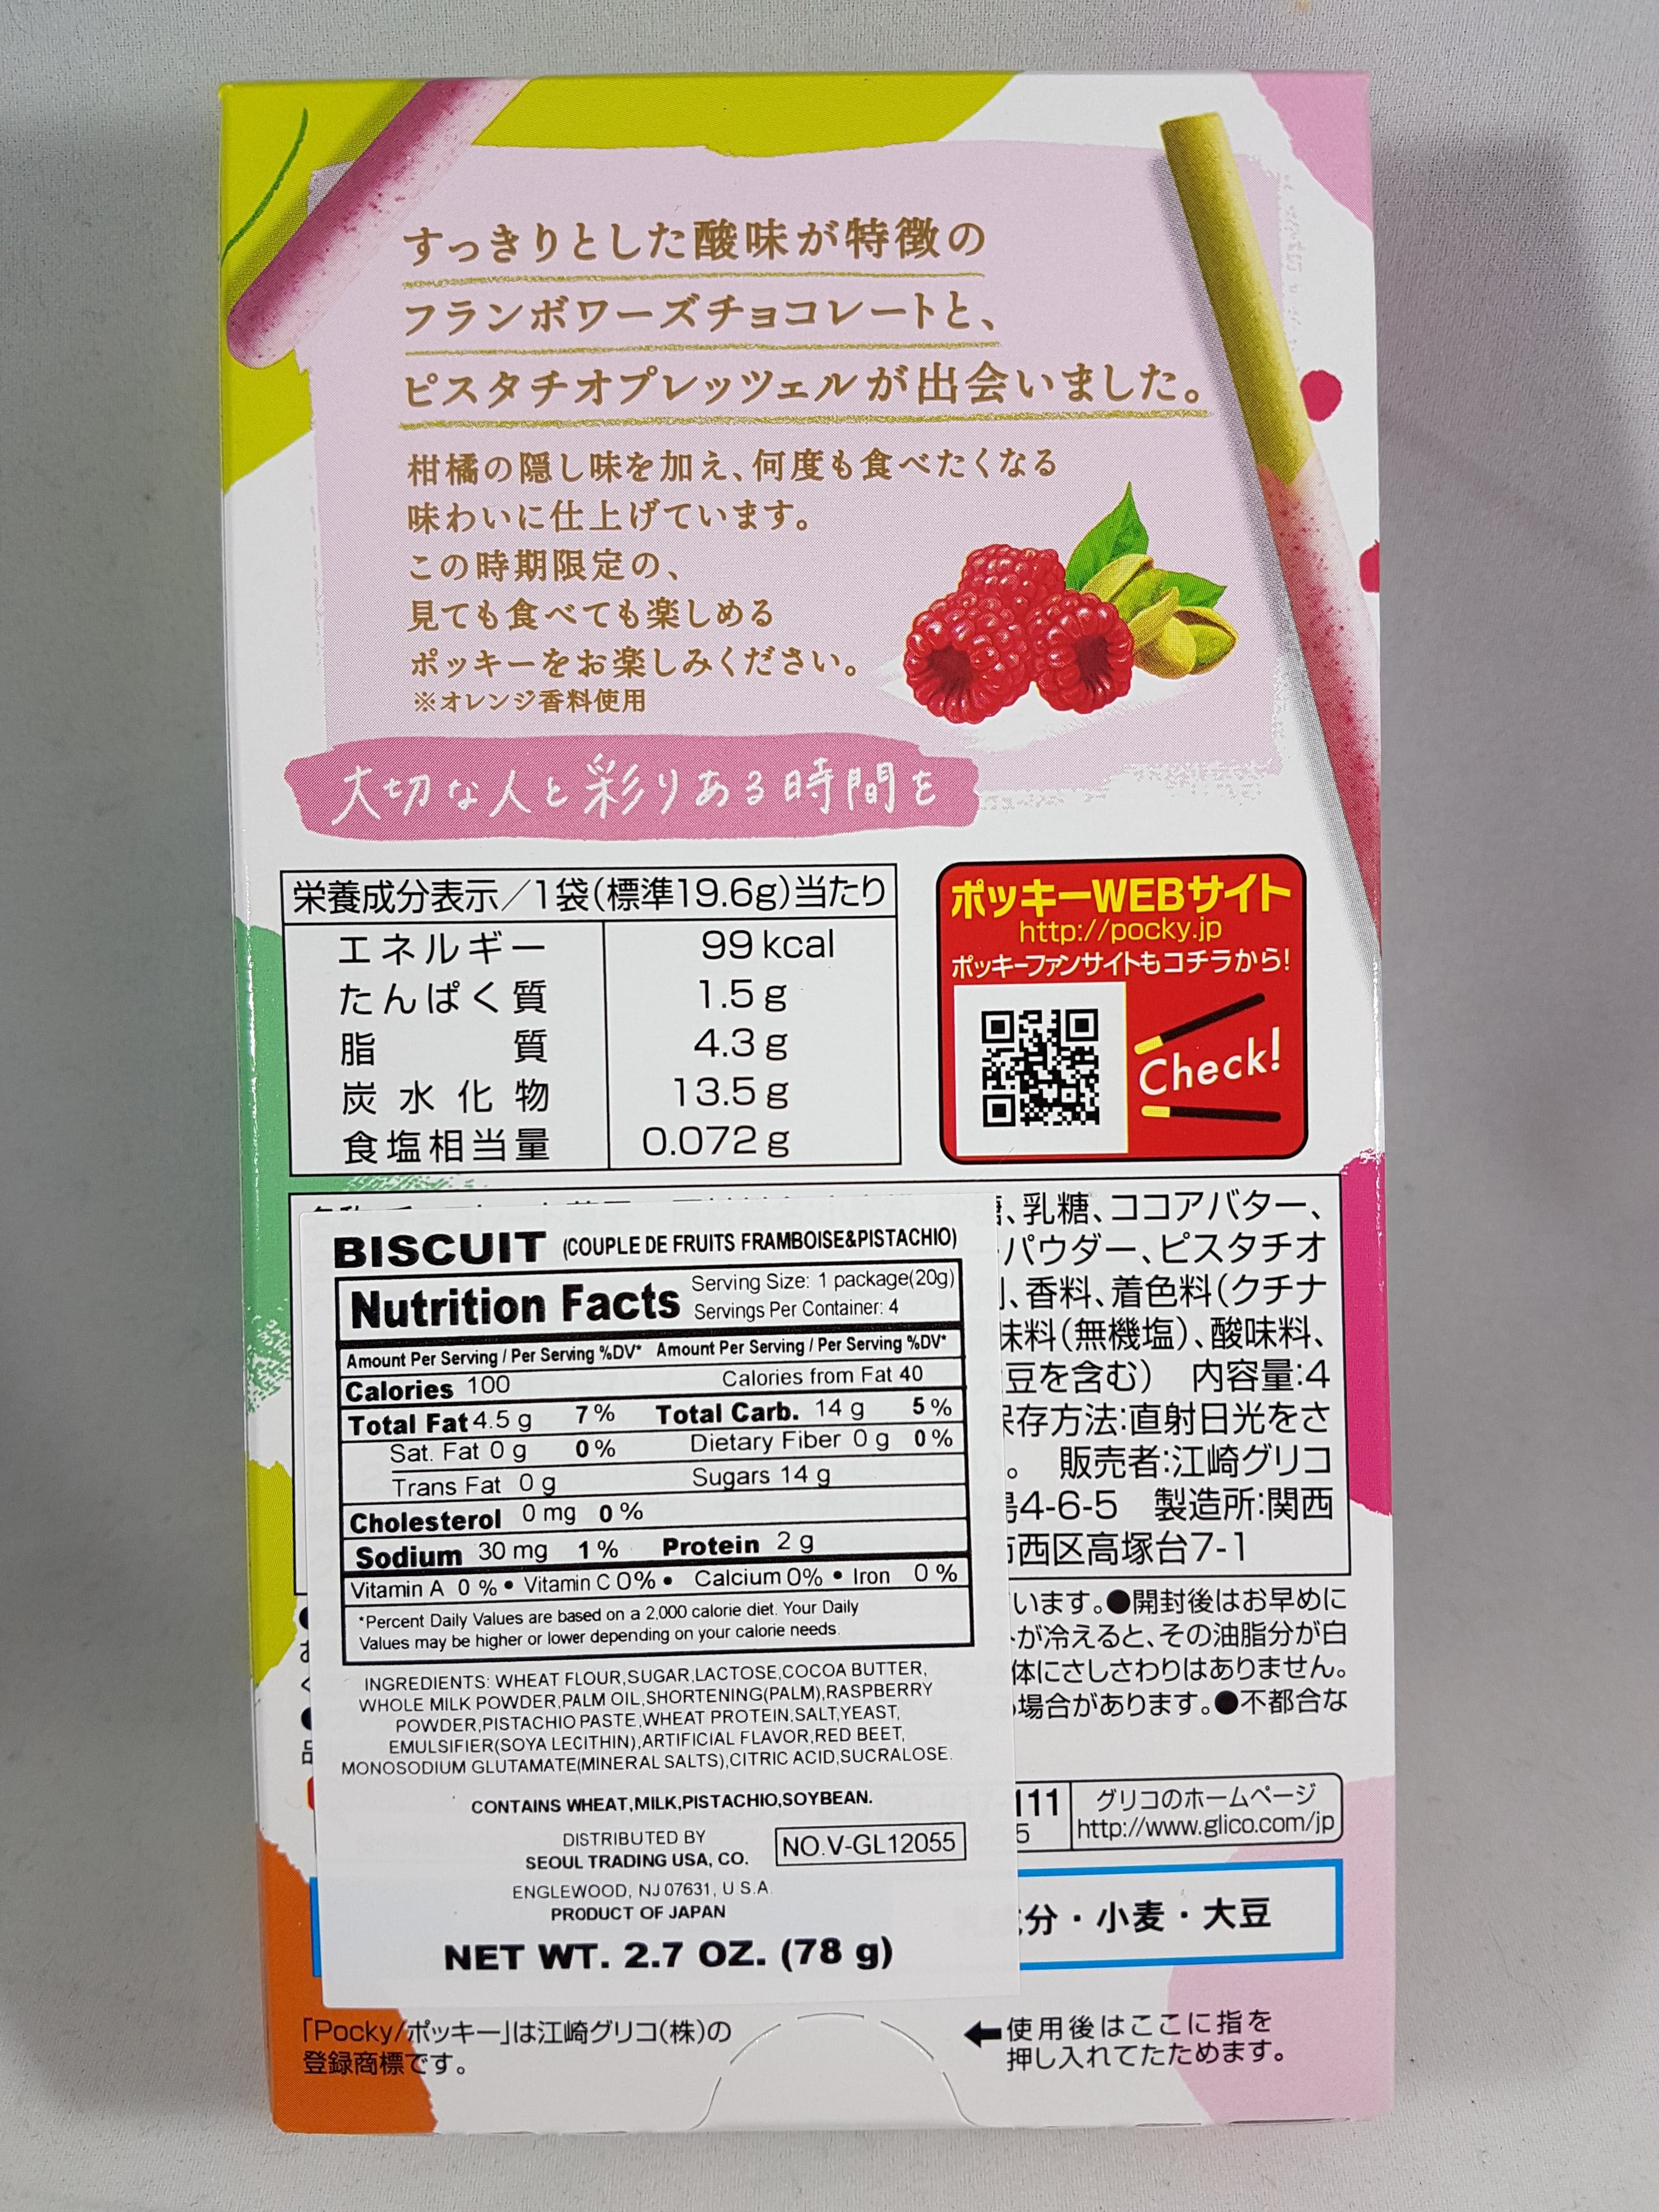 すっきりとした酸味が特徴の
フランボワーズチョコレートと、
ピスタチオプレッツェルが出会いました。
柑橘の隠し味を加え、何度も食べたくなる
味わいに仕上げています。
この時期限定の、
見ても食べても楽しめる
ポッキーをお楽しみください。
※オレンジ香料使用
大切な人と彩りある時間を
栄養成分表示／1袋(標準19.6g)当たり
エネルギー 99 kcal
たんぱく質 1.5 g
脂質 4.3 g
炭水化物 13.5 g
食塩相当量 0.072 g
ポッキーWEBサイト
http://pocky.jp
ポッキーファンサイトもコチラから!
Check!
、乳糖、ココアバター、
パウダー、ピスタチオ
、香料、着色料(クチナ
味料(無機塩)、酸味料、
豆を含む) 内容量:4
保存方法:直射日光をさ
。 販売者:江崎グリコ
4-6-5 製造所:関西
西区高塚台7-1
います。●開封後はお早めに
が冷えると、その油脂分が白
体にさしさわりはありません。
場合があります。●不都合な
BISCUIT (COUPLE DE FRUITS FRAMBOISE&PISTACHIO)
Nutrition Facts
Serving Size: 1 package(20g)
Servings Per Container: 4
Amount Per Serving / Per Serving %DV* Amount Per Serving / Per Serving %DV*
Calories 100 Calories from Fat 40
Total Fat 4.5 g 7% Total Carb. 14 g 5%
Sat. Fat 0 g 0% Dietary Fiber 0 g 0%
Trans Fat 0 g Sugars 14 g
Cholesterol 0 mg 0%
Sodium 30 mg 1% Protein 2 g
Vitamin A 0 % • Vitamin C 0% • Calcium 0% • Iron 0 %
*Percent Daily Values are based on a 2,000 calorie diet. Your Daily
Values may be higher or lower depending on your calorie needs.
INGREDIENTS: WHEAT FLOUR,SUGAR,LACTOSE,COCOA BUTTER,
WHOLE MILK POWDER,PALM OIL,SHORTENING(PALM),RASPBERRY
POWDER,PISTACHIO PASTE,WHEAT PROTEIN,SALT,YEAST,
EMULSIFIER(SOYA LECITHIN),ARTIFICIAL FLAVOR,RED BEET,
MONOSODIUM GLUTAMATE(MINERAL SALTS),CITRIC ACID,SUCRALOSE.
CONTAINS WHEAT,MILK,PISTACHIO,SOYBEAN.
DISTRIBUTED BY
SEOUL TRADING USA, CO.
NO.V-GL12055
ENGLEWOOD, NJ 07631, U.S.A.
PRODUCT OF JAPAN
NET WT. 2.7 OZ. (78 g)
111
5
グリコのホームページ
http://www.glico.com/jp
分・小麦・大豆
「Pocky/ポッキー」は江崎グリコ(株)の
登録商標です。
←使用後はここに指を
押し入れてたためます。